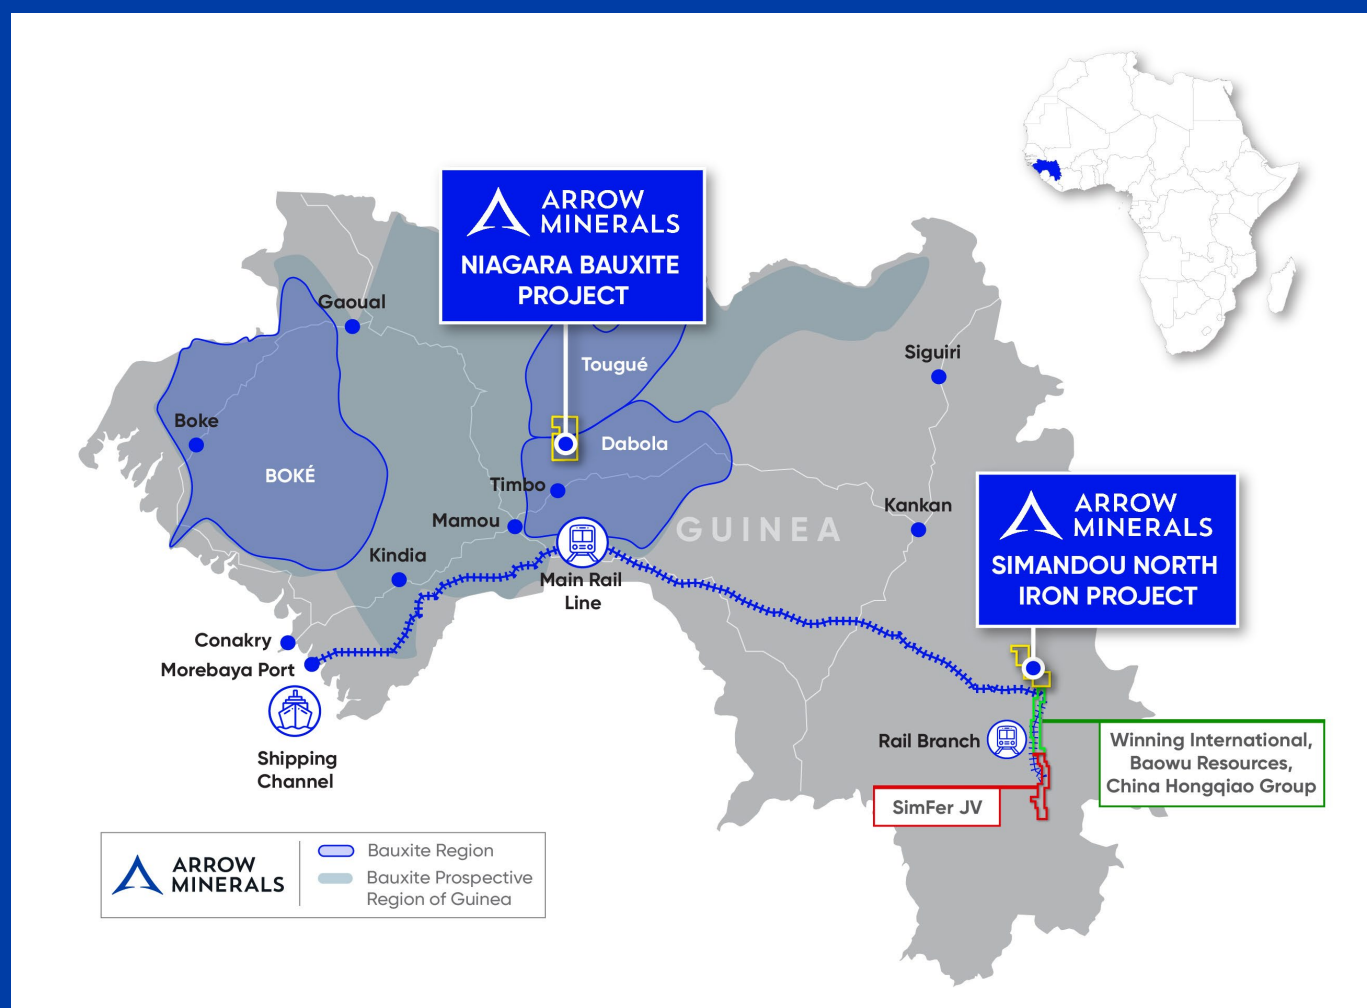 ARROW
MINERALS
NIAGARA BAUXITE
PROJECT
Gaoual
Tougué
Siguiri
Boke
Dabola
BOKÉ
Timbo
Mamou
Kankan
GUINEA
ARROW
MINERALS
SIMANDOU NORTH
IRON PROJECT
Kindia
Main Rail
Line
Conakry
Morebaya Port
Shipping
Channel
Rail Branch
Winning International,
Baowu Resources,
China Hongqiao Group
SimFer JV
ARROW
MINERALS
Bauxite Region
Bauxite Prospective
Region of Guinea